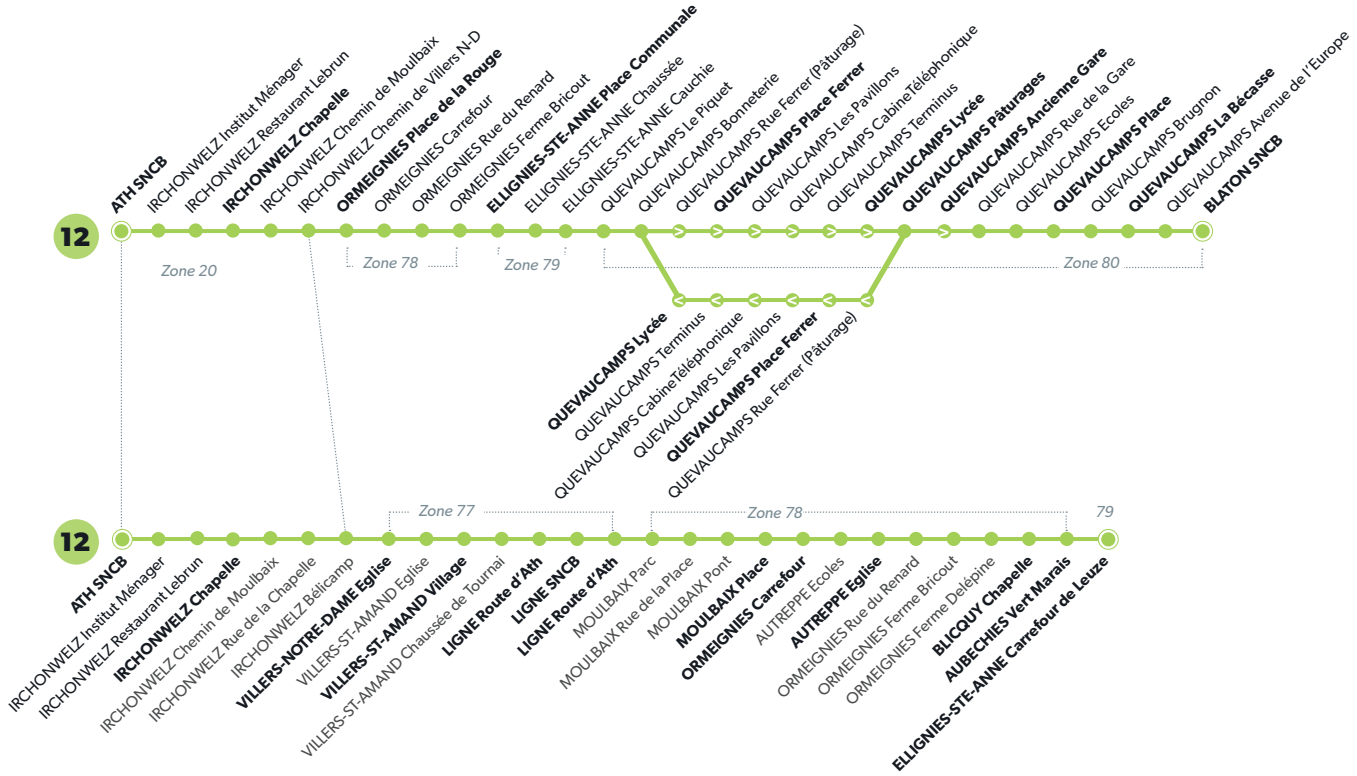 ATH SNCB
IRCHONWELZ Institut Ménager
IRCHONWELZ Restaurant Lebrun
IRCHONWELZ Chapelle
IRCHONWELZ Chemin de Moulbaix
IRCHONWELZ Chemin de Villers N-D
ORMEIGNIES Place de la Rouge
ORMEIGNIES Carrefour
ORMEIGNIES Rue du Renard
ORMEIGNIES Ferme Bricout
ELLIGNIES-STE-ANNE Place Communale
ELLIGNIES-STE-ANNE Chaussée
ELLIGNIES-STE-ANNE Cauchie
QUEVAUCAMPS Le Piquet
QUEVAUCAMPS Bonneterie
QUEVAUCAMPS Rue Ferrer (Pâturage)
QUEVAUCAMPS Place Ferrer
QUEVAUCAMPS Les Pavillons
QUEVAUCAMPS CabineTéléphonique
QUEVAUCAMPS Terminus
QUEVAUCAMPS Lycée
QUEVAUCAMPS Pâturages
QUEVAUCAMPS Ancienne Gare
QUEVAUCAMPS Rue de la Gare
QUEVAUCAMPS Ecoles
QUEVAUCAMPS Place
QUEVAUCAMPS Brugnon
QUEVAUCAMPS La Bécasse
QUEVAUCAMPS Avenue de l'Europe
BLATON SNCB
12
Zone 20
Zone 78
Zone 79
Zone 80
QUEVAUCAMPS Lycée
QUEVAUCAMPS Terminus
QUEVAUCAMPS CabineTéléphonique
QUEVAUCAMPS Les Pavillons
QUEVAUCAMPS Place Ferrer
QUEVAUCAMPS Rue Ferrer (Pâturage)
Zone 77
Zone 78
79
12
ATH SNCB
IRCHONWELZ Institut Ménager
IRCHONWELZ Restaurant Lebrun
IRCHONWELZ Chapelle
IRCHONWELZ Chemin de Moulbaix
IRCHONWELZ Rue de la Chapelle
IRCHONWELZ Bélicamp
VILLERS-NOTRE-DAME Eglise
VILLERS-ST-AMAND Eglise
VILLERS-ST-AMAND Village
VILLERS-ST-AMAND Chaussée de Tournai
LIGNE Route d'Ath
LIGNE SNCB
LIGNE Route d'Ath
MOULBAIX Parc
MOULBAIX Rue de la Place
MOULBAIX Pont
MOULBAIX Place
ORMEIGNIES Carrefour
AUTREPPE Ecoles
AUTREPPE Eglise
ORMEIGNIES Rue du Renard
ORMEIGNIES Ferme Bricout
ORMEIGNIES Ferme Delépine
BLICQUY Chapelle
AUBECHIES Vert Marais
ELLIGNIES-STE-ANNE Carrefour de Leuze